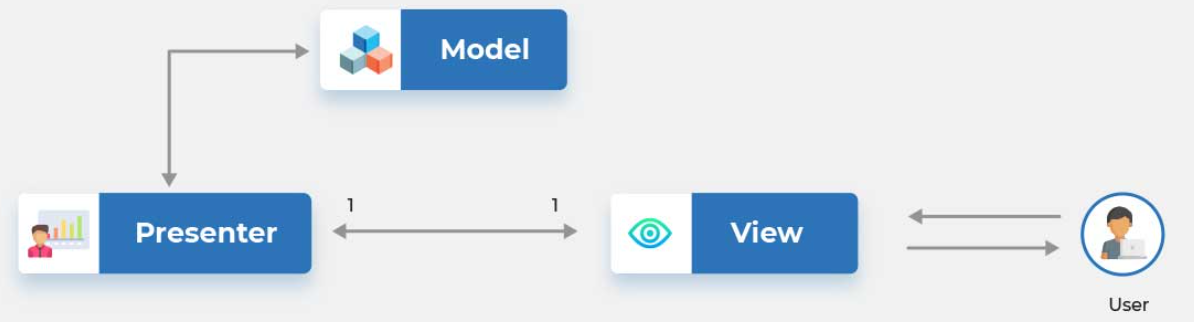 Model
Presenter
1
1
View
User